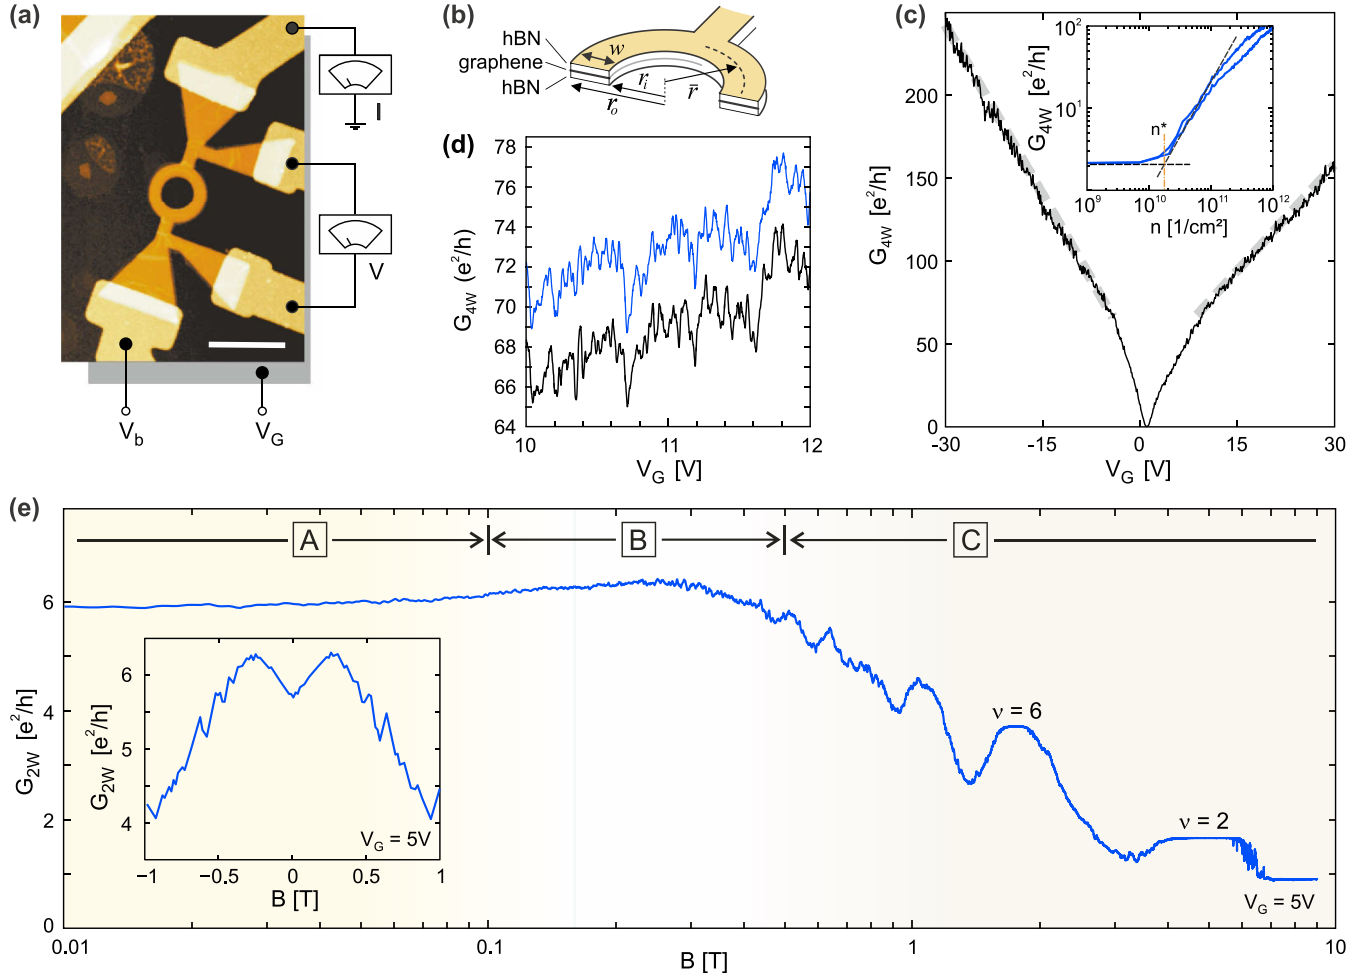 (a)
I
V
V_b
V_G
(b)
hBN
graphene
hBN
w
r_i
r_o
r̄
(c)
G_4W [e²/h]
200
150
100
50
0
-30
-15
0
15
30
V_G [V]
G_4W [e²/h]
10²
10¹
n*
10⁹
10¹⁰
10¹¹
10¹²
n [1/cm²]
(d)
G_4W (e²/h)
78
76
74
72
70
68
66
64
10
11
12
V_G [V]
(e)
A
B
C
G_2W [e²/h]
6
4
2
0
0.01
0.1
1
10
B [T]
ν = 6
ν = 2
V_G = 5V
G_2W [e²/h]
6
5
4
−1
−0.5
0
0.5
1
B [T]
V_G = 5V